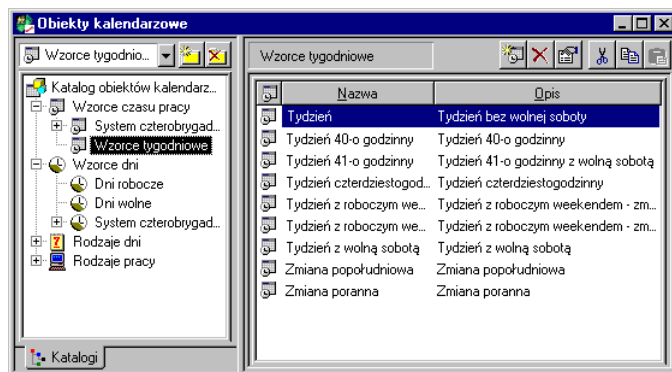 Obiekty kalendarzowe
Wzorce tygodnio...
Wzorce tygodniowe
Katalog obiektów kalendarz...
Wzorce czasu pracy
System czterobrygad...
Wzorce tygodniowe
Wzorce dni
Dni robocze
Dni wolne
System czterobrygad...
Rodzaje dni
Rodzaje pracy
Katalogi
Nazwa Opis
Tydzień Tydzień bez wolnej soboty
Tydzień 40-o godzinny Tydzień 40-o godzinny
Tydzień 41-o godzinny Tydzień 41-o godzinny z wolną sobotą
Tydzień czterdziestogod... Tydzień czterdziestogodzinny
Tydzień z roboczym we... Tydzień z roboczym weekendem - zm...
Tydzień z roboczym we... Tydzień z roboczym weekendem - zm...
Tydzień z wolną sobotą Tydzień z wolną sobotą
Zmiana popołudniowa Zmiana popołudniowa
Zmiana poranna Zmiana poranna